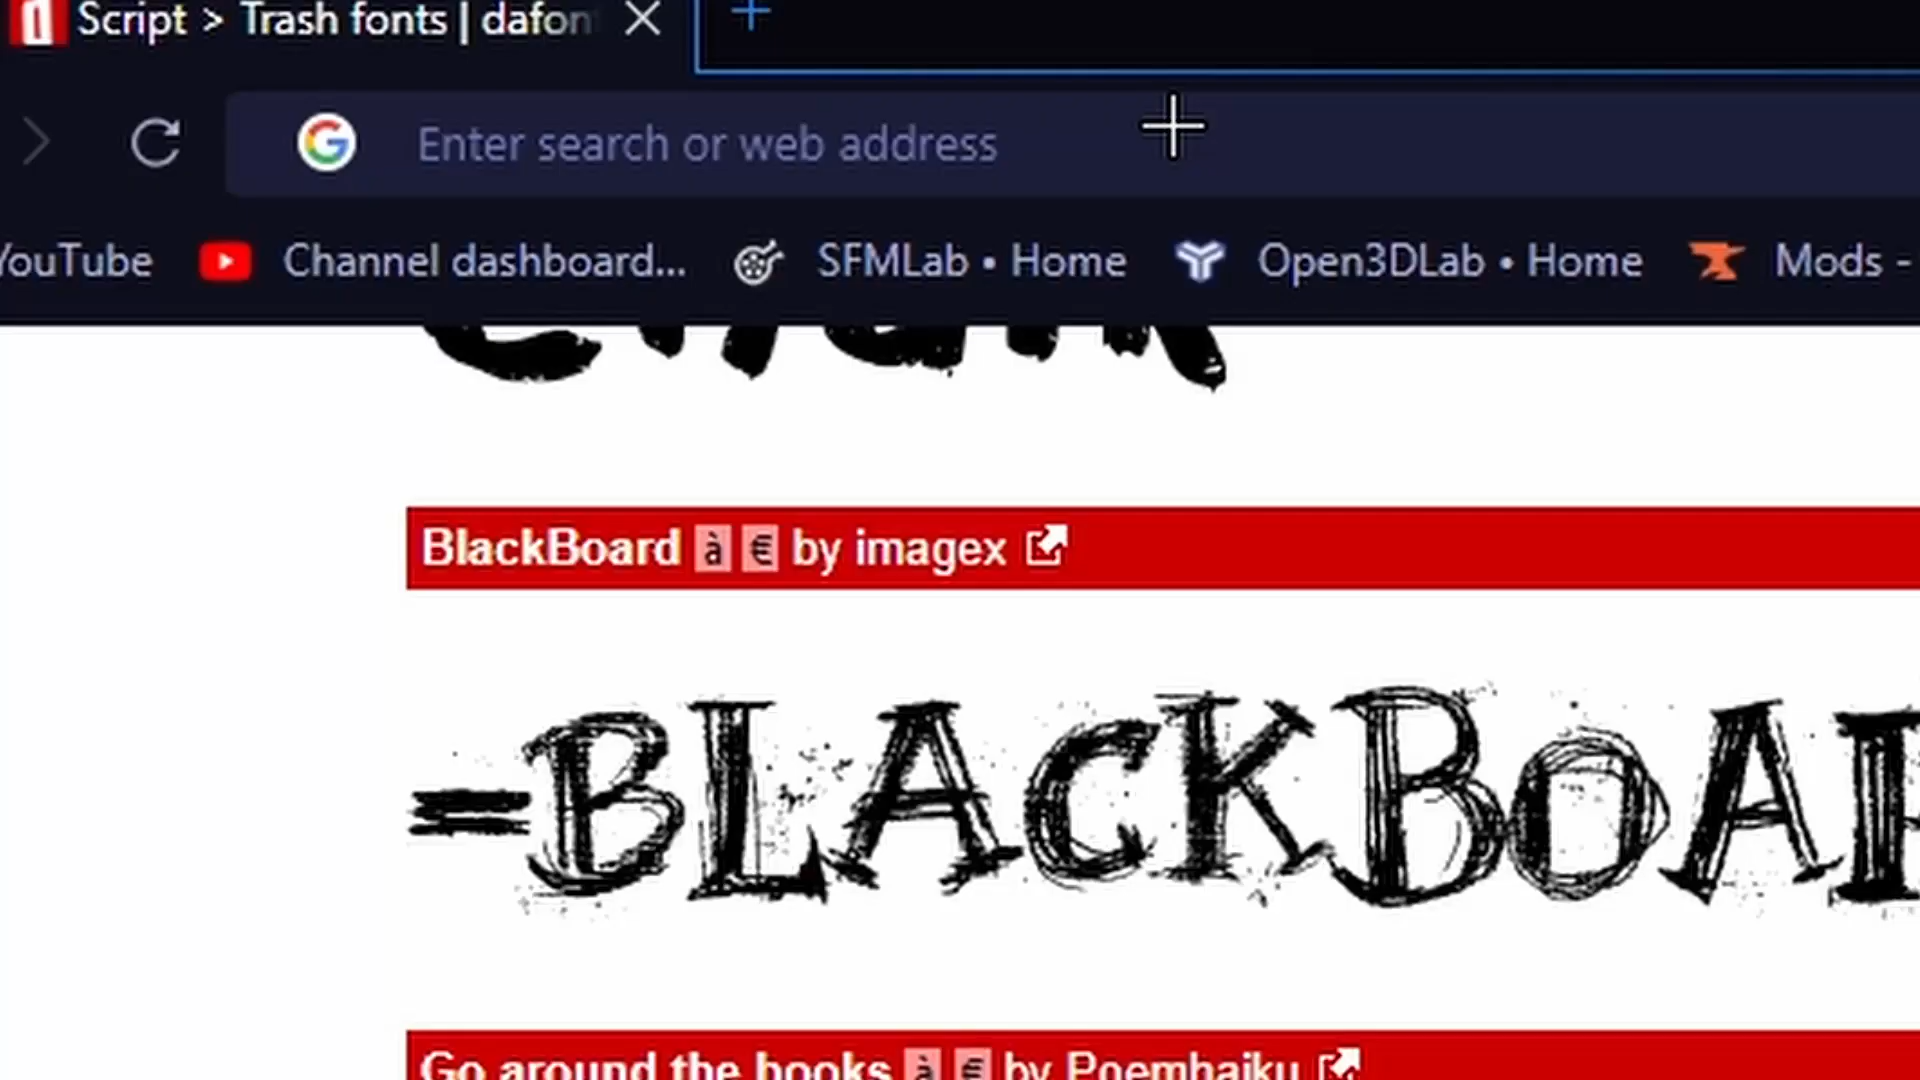 Script > Trash fonts | dafon
Enter search or web address
YouTube Channel dashboard... SFMLab • Home Open3DLab • Home Mods -
BlackBoard à € by imagex
=BLACKBOA
Go around the books à € by Poemhaiku